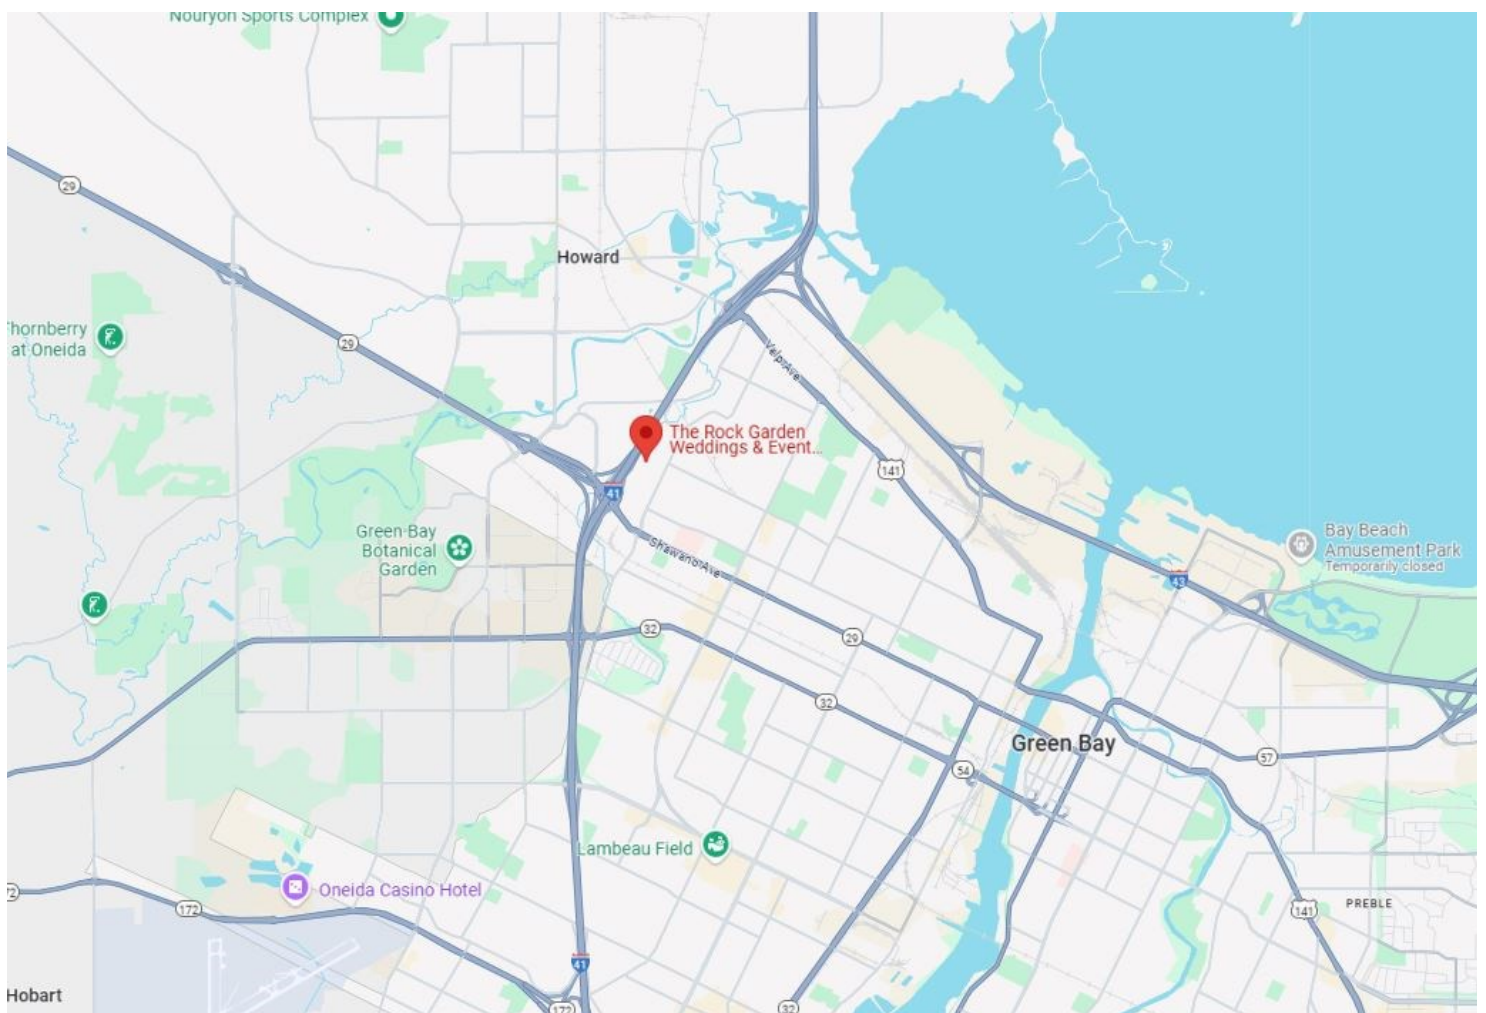 Nouryon Sports Complex
29
Howard
Thornberry
at Oneida
29
Velp Ave
The Rock Garden
Weddings & Event...
41
141
Green Bay
Botanical
Garden
Shawano Ave
Bay Beach
Amusement Park
Temporarily closed
43
32
29
32
Green Bay
54
57
Lambeau Field
Oneida Casino Hotel
72
172
141
PREBLE
41
Hobart
172
32